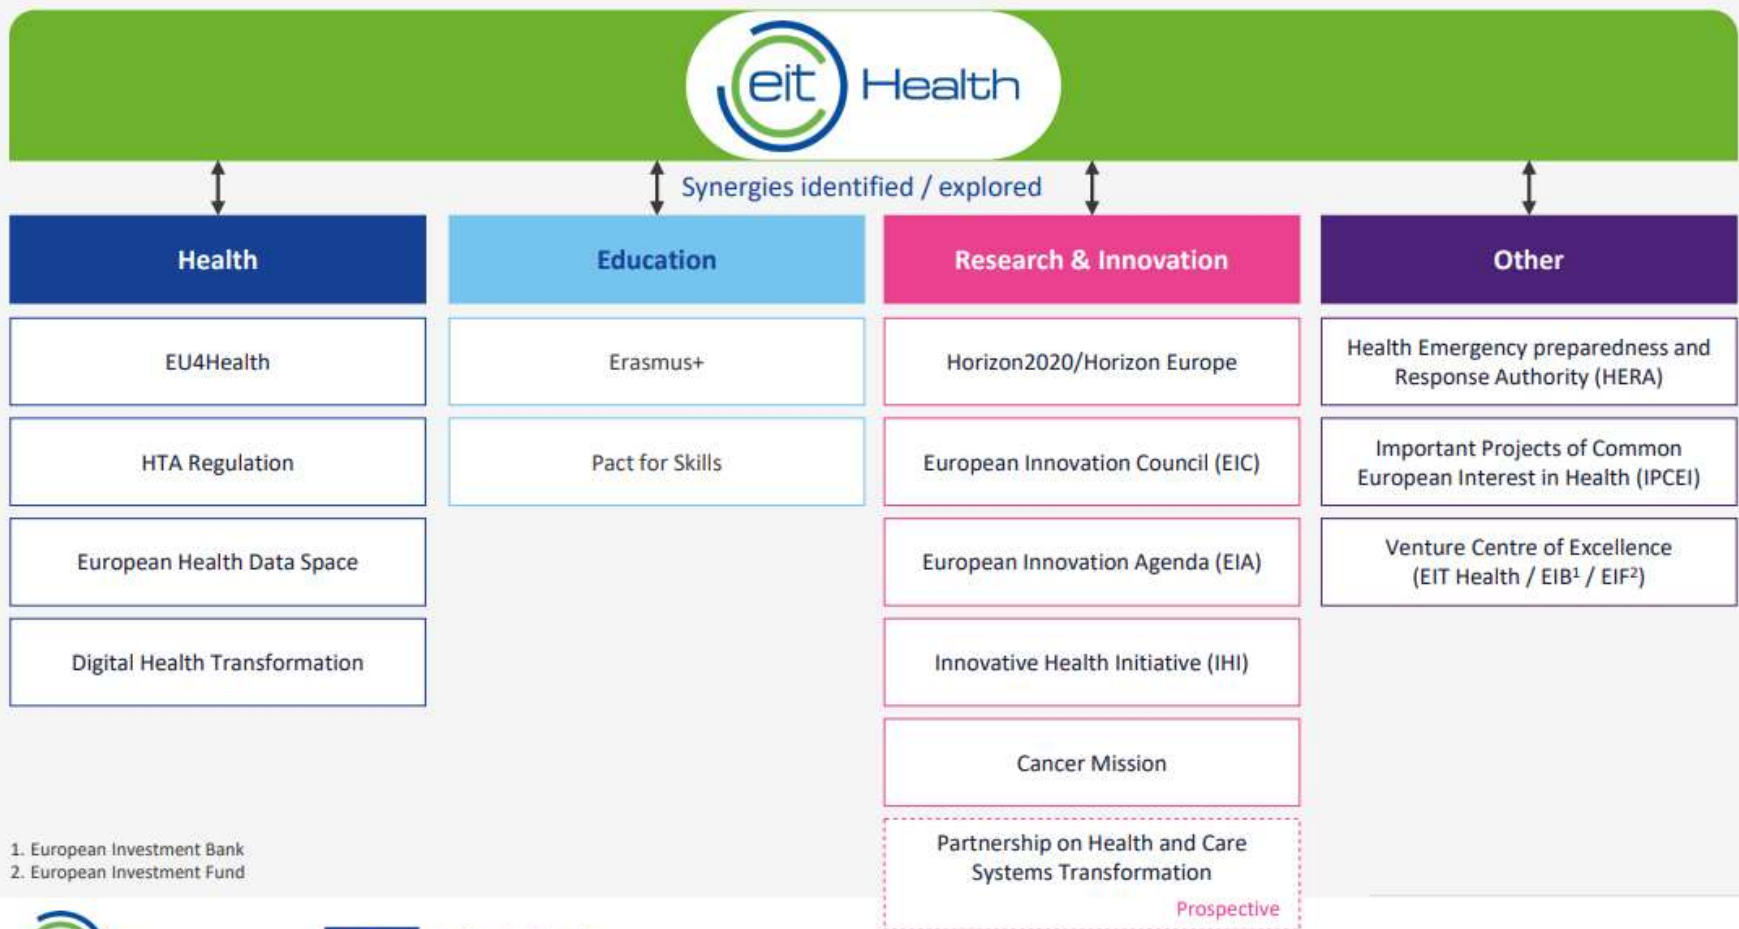 eit Health
Synergies identified / explored
Health
EU4Health
HTA Regulation
European Health Data Space
Digital Health Transformation
Education
Erasmus+
Pact for Skills
Research & Innovation
Horizon2020/Horizon Europe
European Innovation Council (EIC)
European Innovation Agenda (EIA)
Innovative Health Initiative (IHI)
Cancer Mission
Partnership on Health and Care
Systems Transformation
Prospective
Other
Health Emergency preparedness and
Response Authority (HERA)
Important Projects of Common
European Interest in Health (IPCEI)
Venture Centre of Excellence
(EIT Health / EIB¹ / EIF²)
1. European Investment Bank
2. European Investment Fund